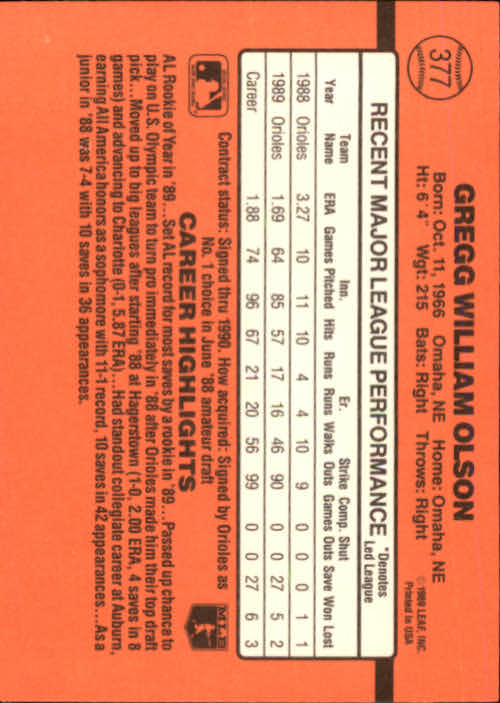 377
GREGG WILLIAM OLSON
Born: Oct. 11, 1966 Omaha, NE Home: Omaha, NE
Ht: 6' 4" Wgt: 215 Bats: Right Throws: Right
©1989 LEAF, INC.
Printed in USA
RECENT MAJOR LEAGUE PERFORMANCE *Denotes Led League
Team Inn. Er. Strike Comp. Shut
Year Name ERA Games Pitched Hits Runs Runs Walks Outs Games Outs Save Won Lost
1988 Orioles 3.27 10 11 10 4 4 10 9 0 0 0 1 1
1989 Orioles 1.69 64 85 57 17 16 46 90 0 0 27 5 2
Career 1.88 74 96 67 21 20 56 99 0 0 27 6 3
Contract status: Signed thru 1990. How acquired: Signed by Orioles as
No. 1 choice in June '88 amateur draft
CAREER HIGHLIGHTS
MLB
AL Rookie of Year in '89...Set AL record for most saves by a rookie in '89...Passed up chance to
play on U.S. Olympic team to turn pro immediately in '88 after Orioles made him their top draft
pick...Moved up to big leagues after starting '88 at Hagerstown (1-0, 2.00 ERA, 4 saves in 8
games) and advancing to Charlotte (0-1, 5.87 ERA)...Had standout collegiate career at Auburn,
earning All America honors as a sophomore with 11-1 record, 10 saves in 42 appearances...As a
junior in '88 was 7-4 with 10 saves in 36 appearances.